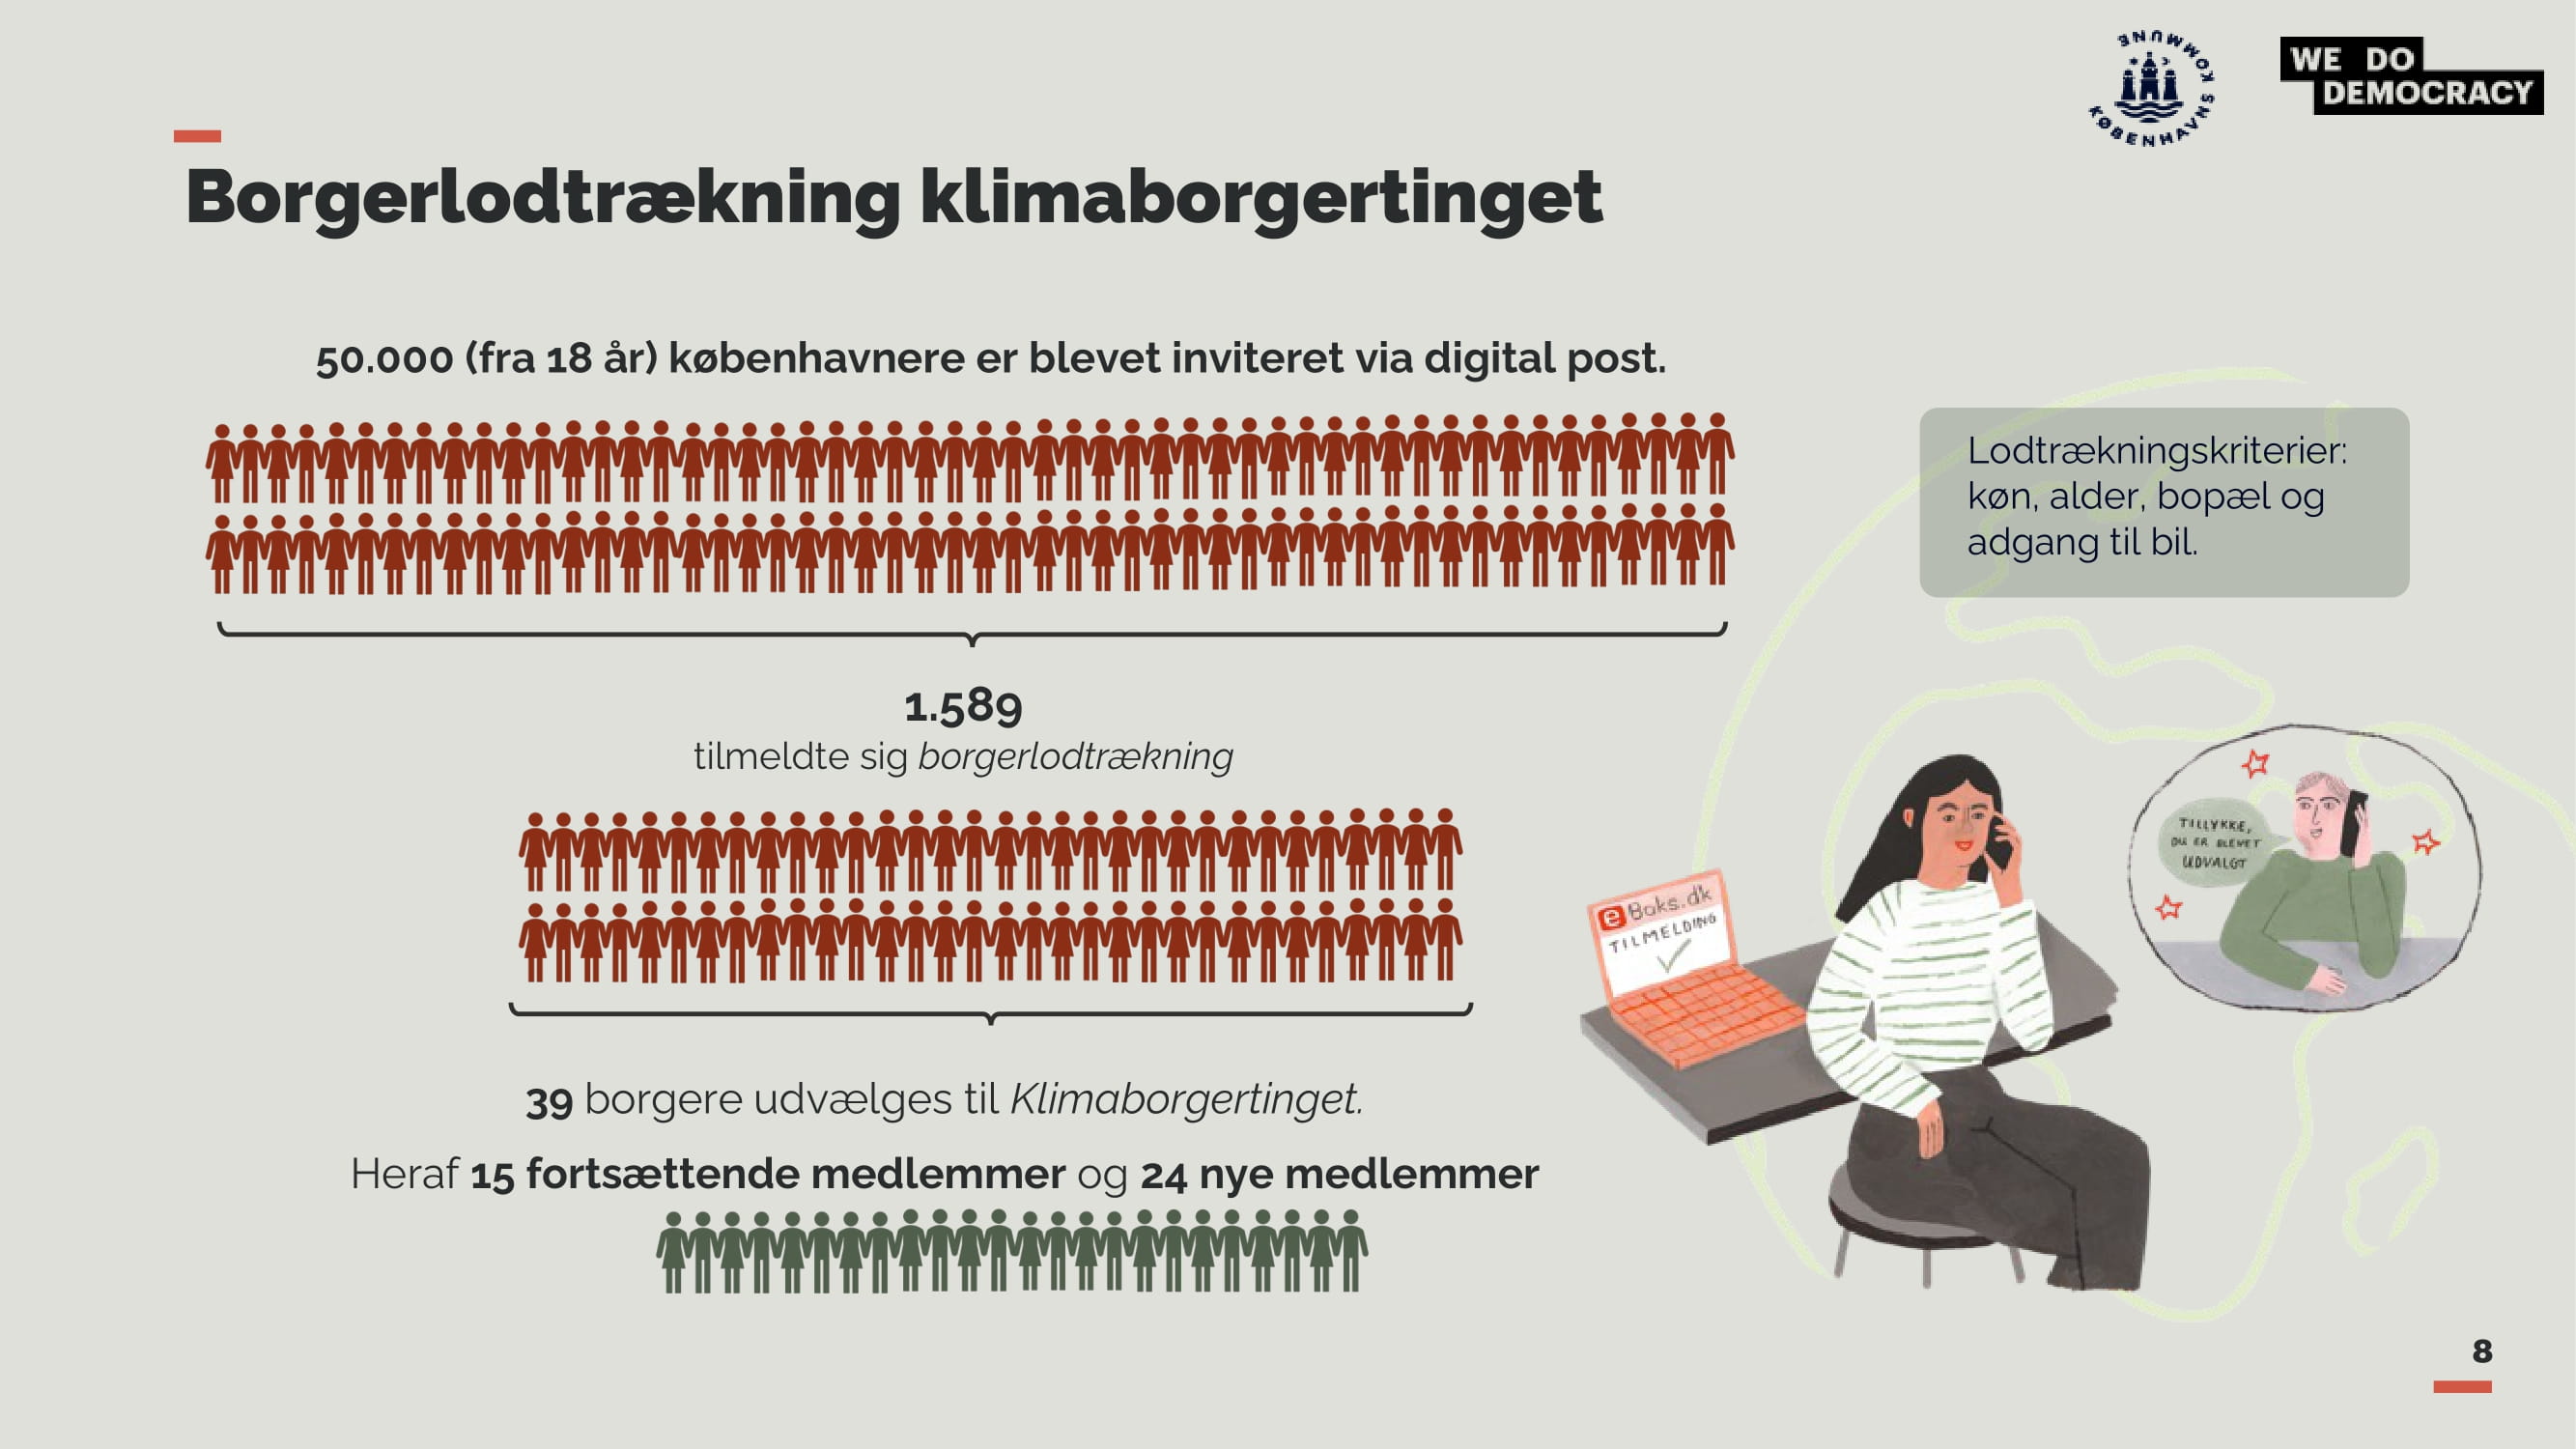 KØBENHAVNS KOMMUNE
WE DO
DEMOCRACY
Borgerlodtrækning klimaborgertinget
50.000 (fra 18 år) københavnere er blevet inviteret via digital post.
Lodtrækningskriterier:
køn, alder, bopæl og
adgang til bil.
1.589
tilmeldte sig borgerlodtrækning
e Boks.dk
TILMELDING
TILLYKKE,
DU ER BLEVET
UDVALGT
39 borgere udvælges til Klimaborgertinget.
Heraf 15 fortsættende medlemmer og 24 nye medlemmer
8